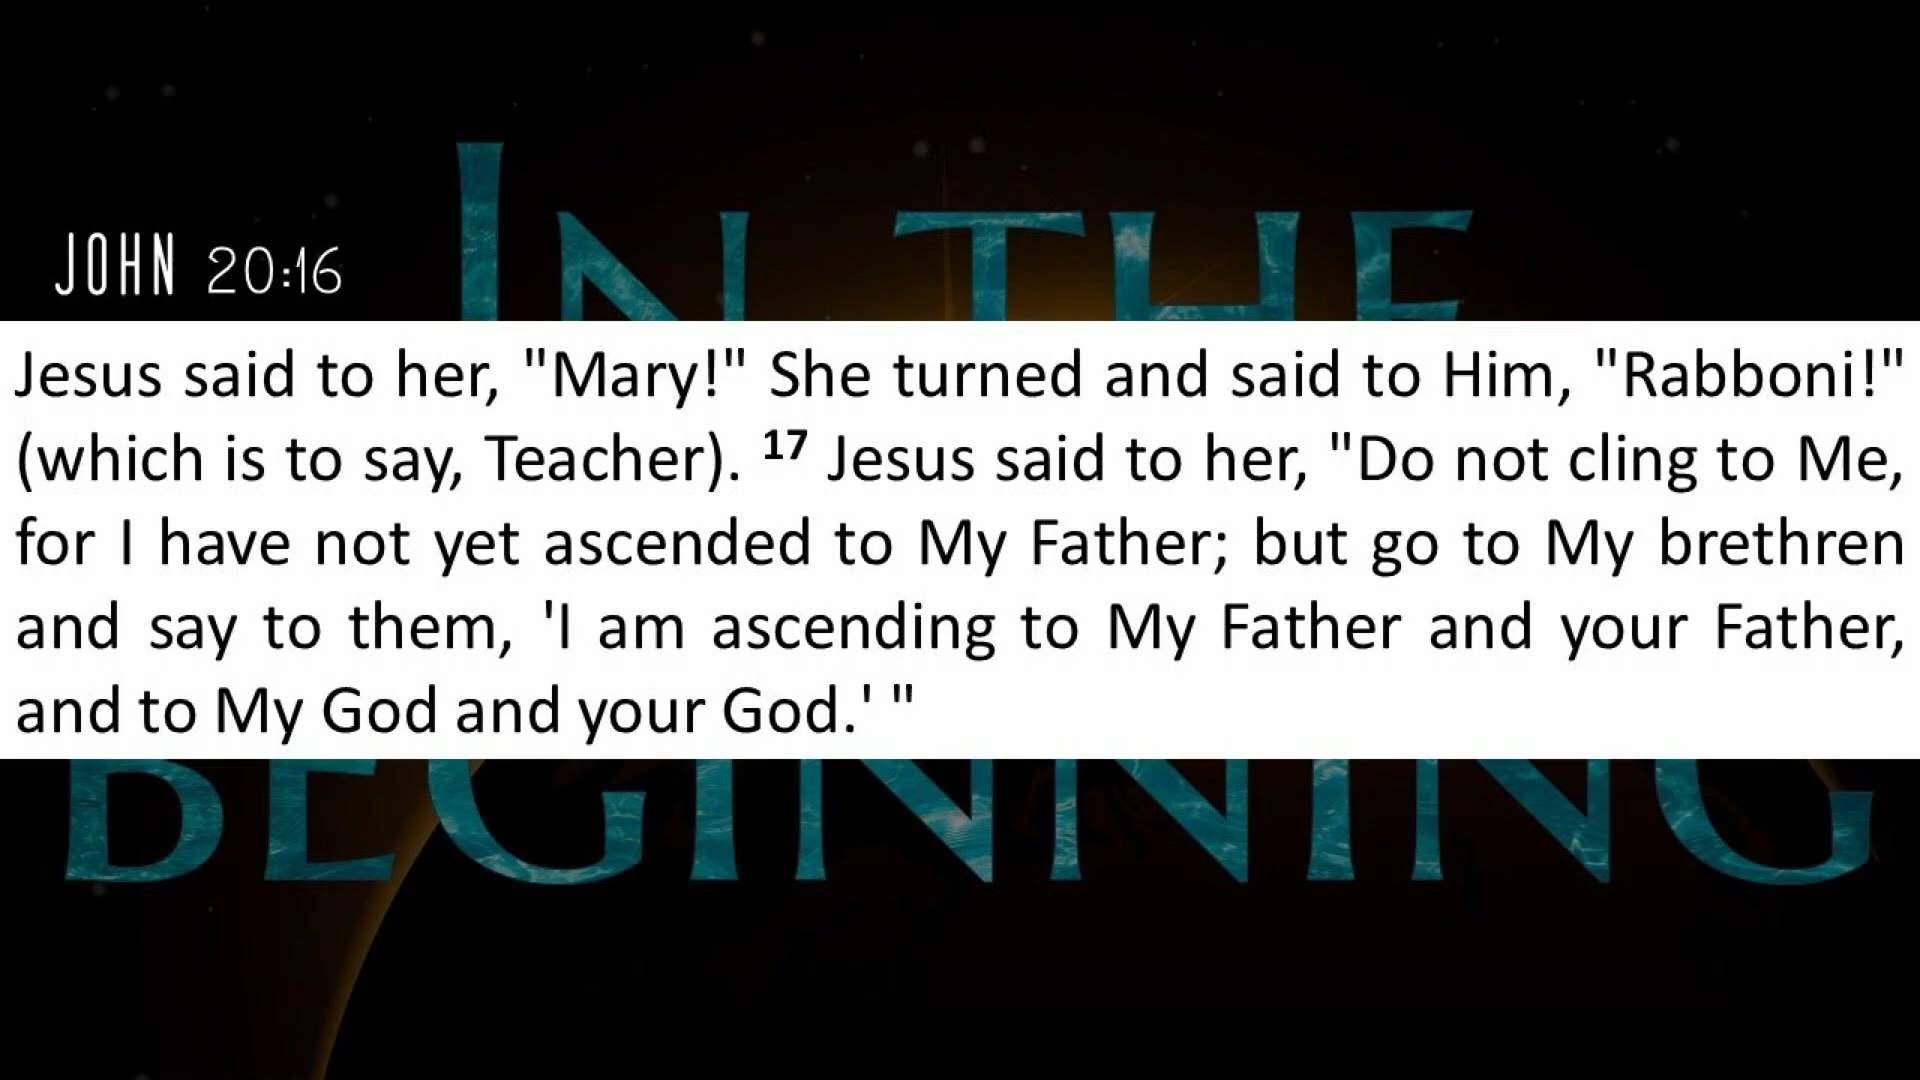 IN THE
JOHN 20:16
Jesus said to her, "Mary!" She turned and said to Him, "Rabboni!"
(which is to say, Teacher). 17 Jesus said to her, "Do not cling to Me,
for I have not yet ascended to My Father; but go to My brethren
and say to them, 'I am ascending to My Father and your Father,
and to My God and your God.' "
BEGINNING